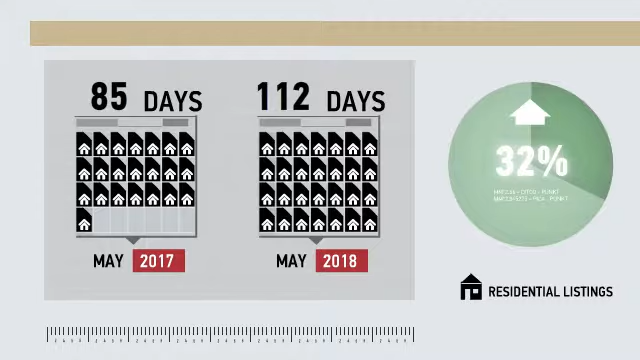 85 DAYS
112 DAYS
MAY 2017
MAY 2018
32%
RESIDENTIAL LISTINGS